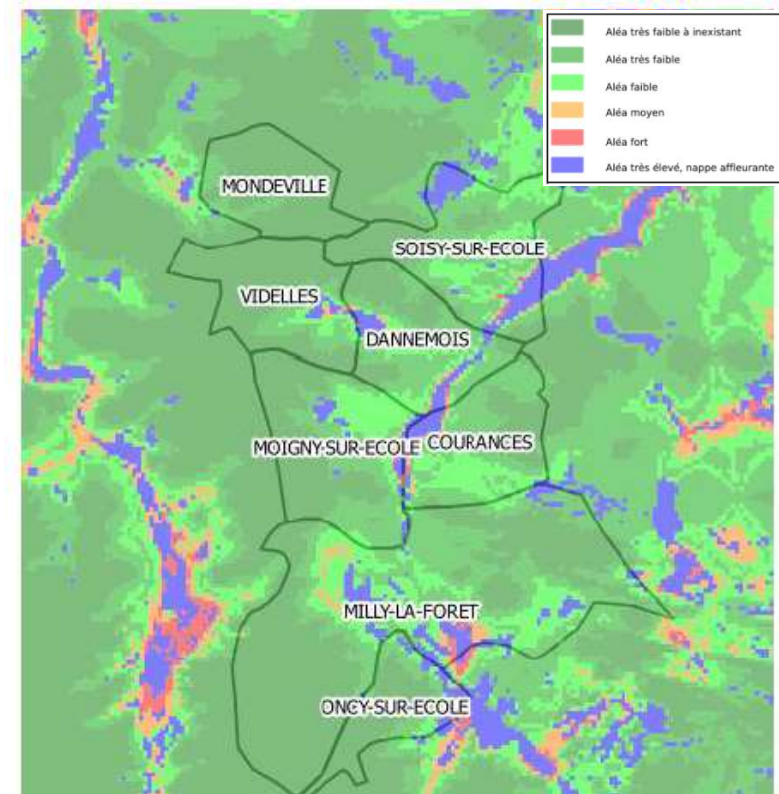 Aléa très faible à inexistant
Aléa très faible
Aléa faible
Aléa moyen
Aléa fort
Aléa très élevé, nappe affleurante
MONDEVILLE
SOISY-SUR-ECOLE
VIDELLES
DANNEMOIS
MOIGNY-SUR-ECOLE
COURANCES
MILLY-LA-FORET
ONCY-SUR-ECOLE